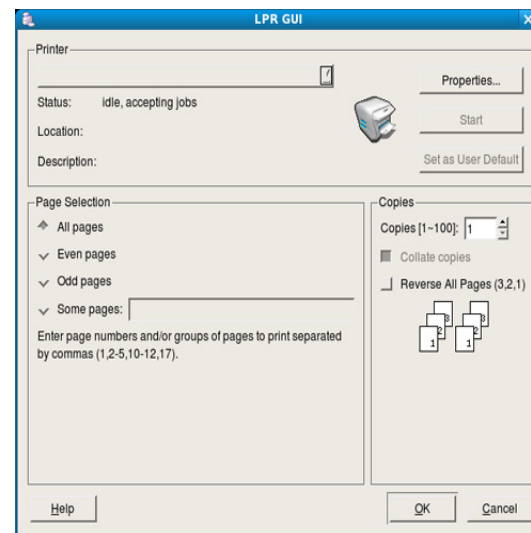 LPR GUI
Printer
Properties...
Status: idle, accepting jobs
Start
Location:
Description:
Set as User Default
Page Selection
All pages
Even pages
Odd pages
Some pages:
Enter page numbers and/or groups of pages to print separated
by commas (1,2-5,10-12,17).
Copies
Copies [1~100]: 1
Collate copies
Reverse All Pages (3,2,1)
3 3
2 2
1 1
Help
OK
Cancel